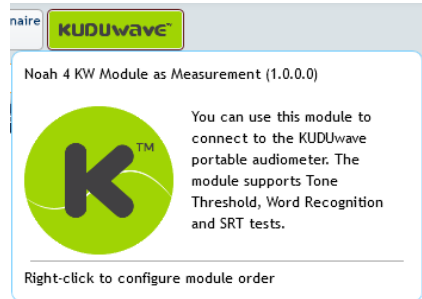 naire
KUDUwave™
Noah 4 KW Module as Measurement (1.0.0.0)
K™
You can use this module to
connect to the KUDUwave
portable audiometer. The
module supports Tone
Threshold, Word Recognition
and SRT tests.
Right-click to configure module order